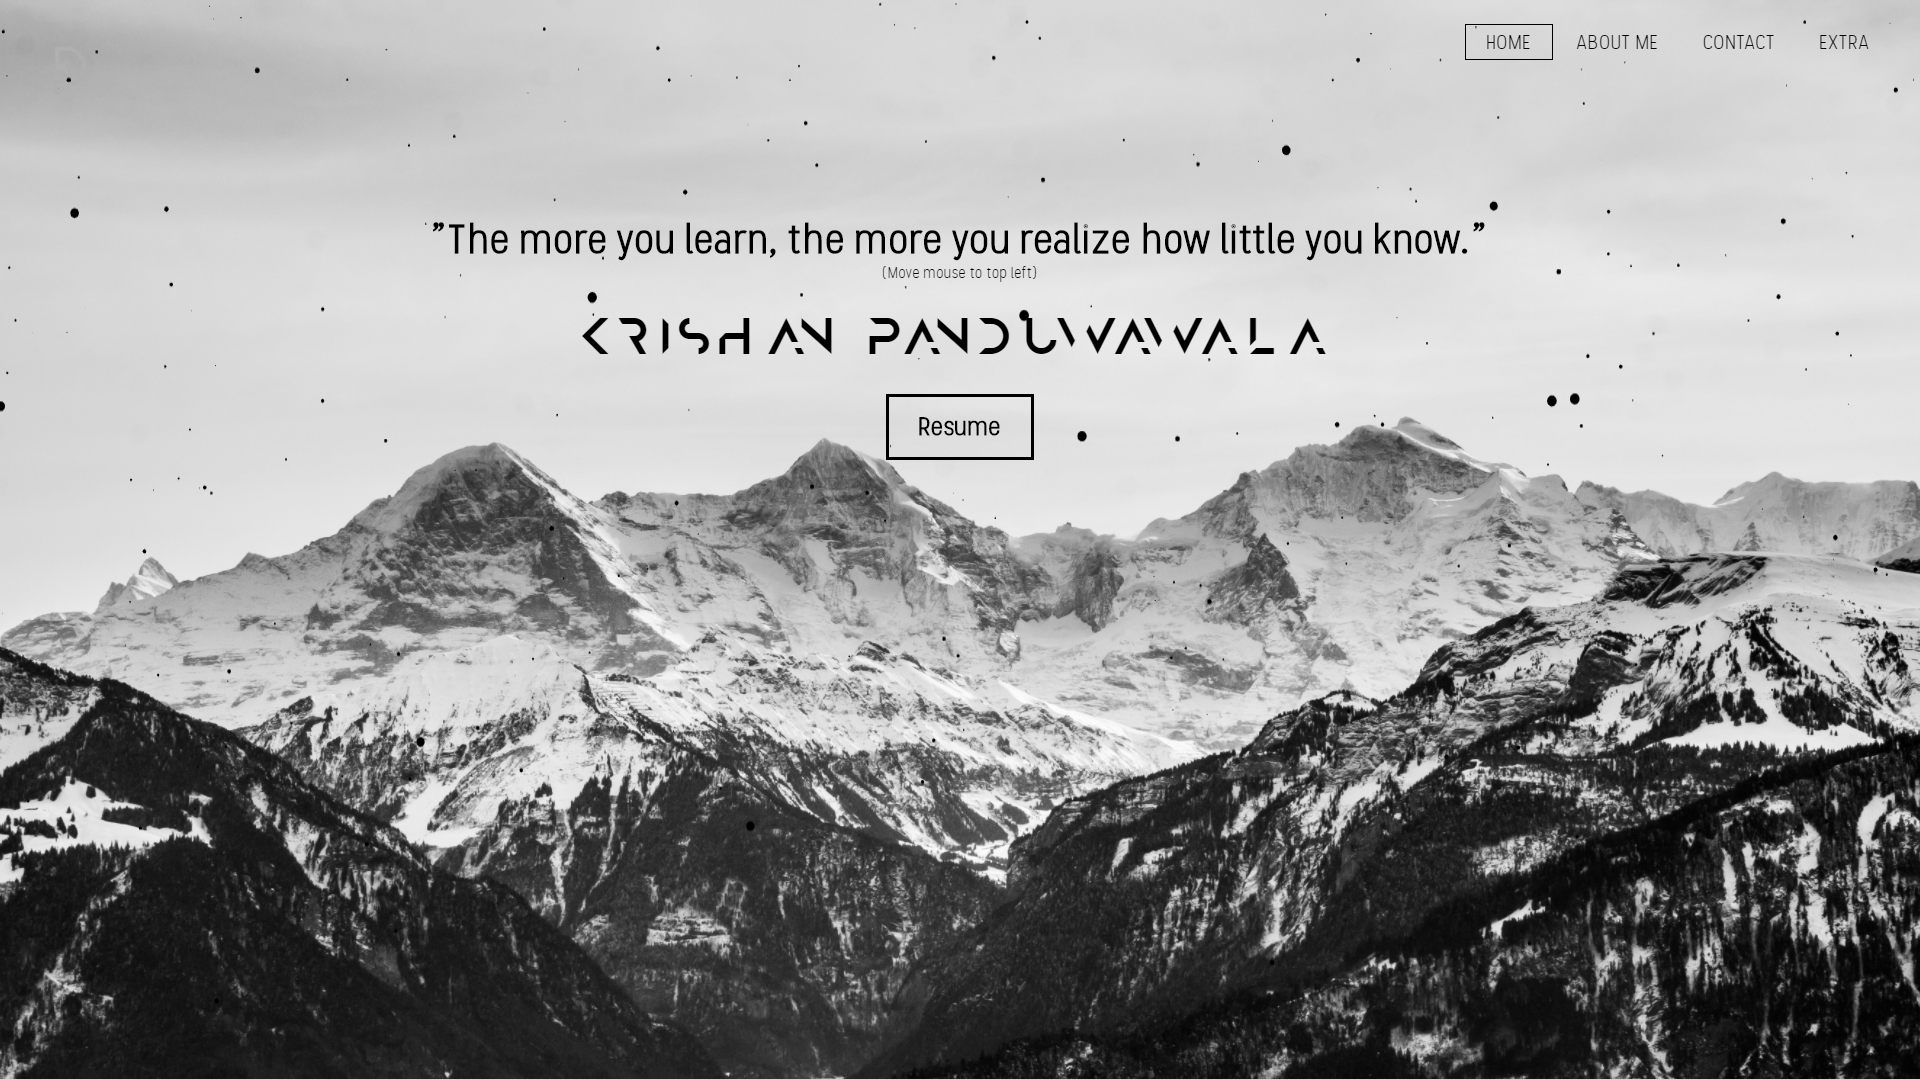 HOME ABOUT ME CONTACT EXTRA
”The more you learn, the more you realize how little you know.”
(Move mouse to top left)
KRISHAN PANDUWAWALA
Resume